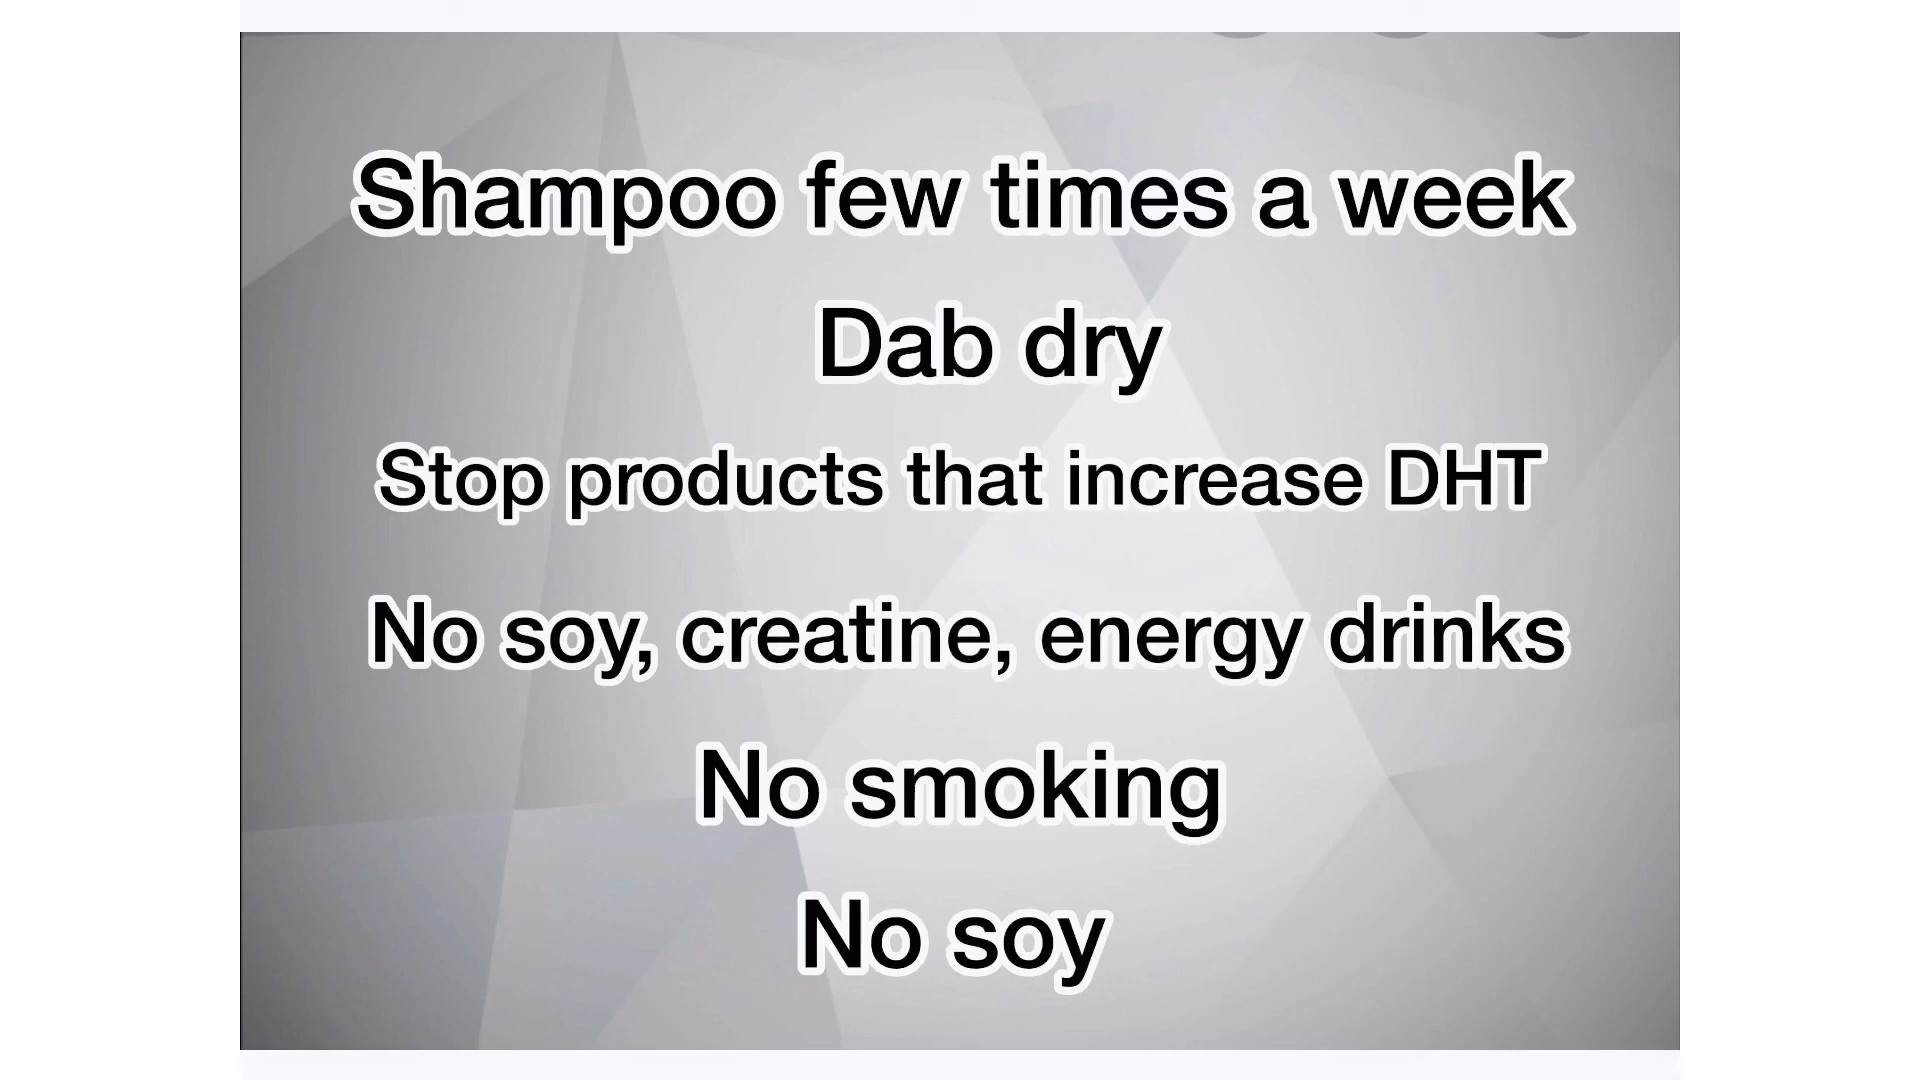 Shampoo few times a week
Dab dry
Stop products that increase DHT
No soy, creatine, energy drinks
No smoking
No soy